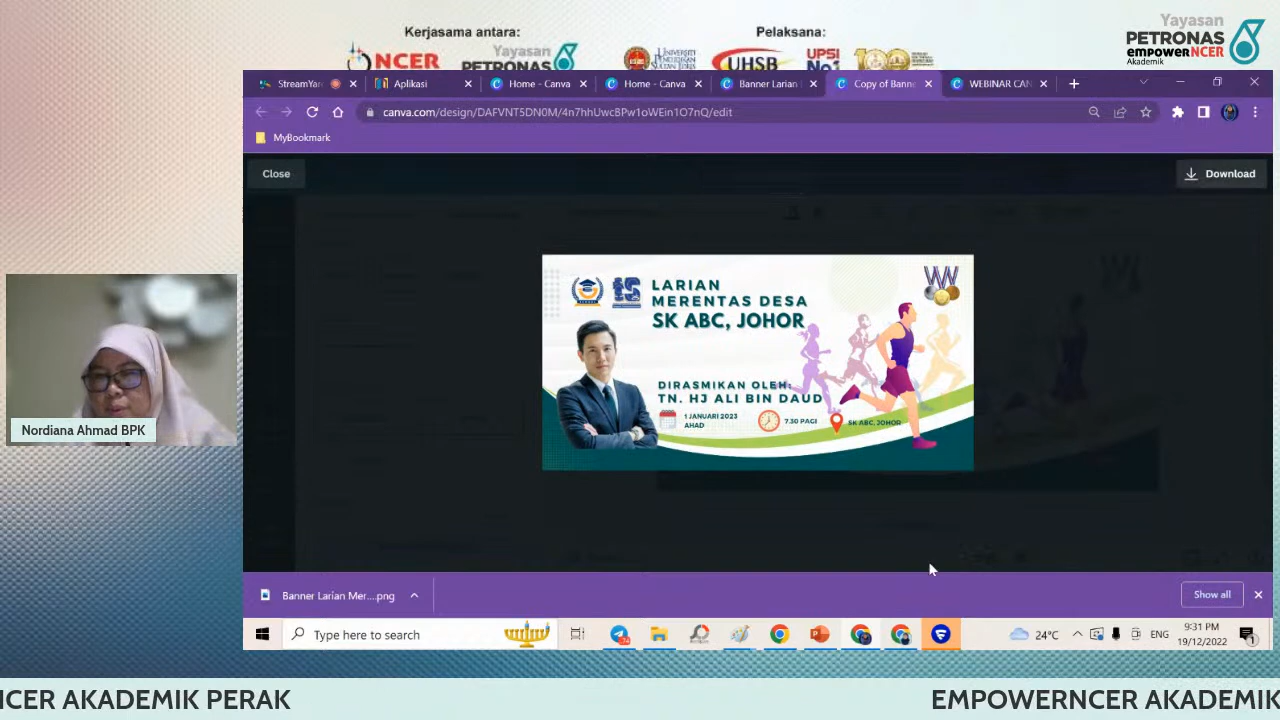 Kerjasama antara:
Pelaksana:
NCER
Yayasan
PETRONAS
Akademik
UHSB
UPSI
No1
Yayasan
PETRONAS
empowerNCER
Akademik
StreamYar
Aplikasi
Home - Canva
Home - Canva
Banner Larian
Copy of Bann
WEBINAR CAN
canva.com/design/DAFVNT5DN0M/4n7hhUwcBPw1oWEin1O7nQ/edit
MyBookmark
Close
Download
LARIAN
MERENTAS DESA
SK ABC, JOHOR
DIRASMIKAN OLEH:
TN. HJ ALI BIN DAUD
1 JANUARI 2023
AHAD
7.30 PAGI
SK ABC, JOHOR
Nordiana Ahmad BPK
Banner Larian Mer....png
Show all
Type here to search
24°C
ENG
9:31 PM
19/12/2022
NCER AKADEMIK PERAK
EMPOWERNCER AKADEMIK